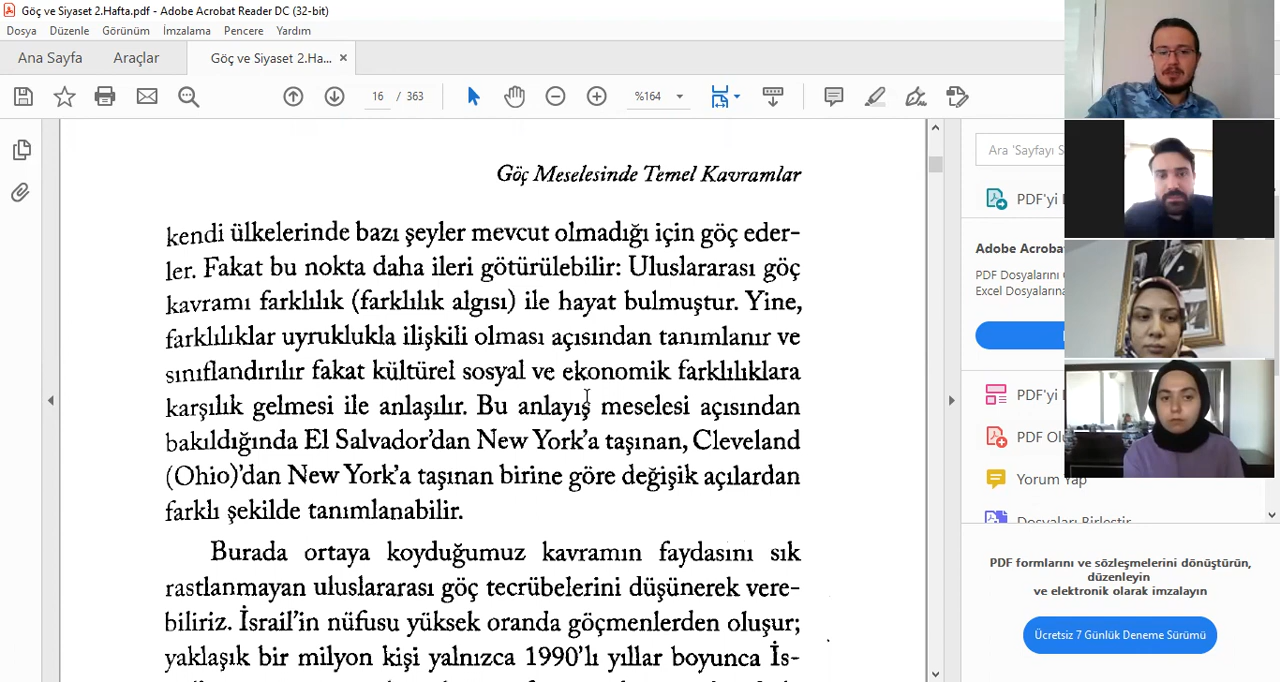 Göç ve Siyaset 2.Hafta.pdf - Adobe Acrobat Reader DC (32-bit)
Dosya Düzenle Görünüm İmzalama Pencere Yardım
Ana Sayfa Araçlar Göç ve Siyaset 2.Ha... ×
16 / 363 %164
Göç Meselesinde Temel Kavramlar
kendi ülkelerinde bazı şeyler mevcut olmadığı için göç eder-
ler. Fakat bu nokta daha ileri götürülebilir: Uluslararası göç
kavramı farklılık (farklılık algısı) ile hayat bulmuştur. Yine,
farklılıklar uyruklukla ilişkili olması açısından tanımlanır ve
sınıflandırılır fakat kültürel sosyal ve ekonomik farklılıklara
karşılık gelmesi ile anlaşılır. Bu anlayış meselesi açısından
bakıldığında El Salvador'dan New York'a taşınan, Cleveland
(Ohio)'dan New York'a taşınan birine göre değişik açılardan
farklı şekilde tanımlanabilir.
Burada ortaya koyduğumuz kavramın faydasını sık
rastlanmayan uluslararası göç tecrübelerini düşünerek vere-
biliriz. İsrail'in nüfusu yüksek oranda göçmenlerden oluşur;
yaklaşık bir milyon kişi yalnızca 1990'lı yıllar boyunca İs-
Ara 'Sayfayı S
PDF'yi
Adobe Acrobat
PDF Dosyalarını
Excel Dosyalarına
PDF'yi
PDF Olu
Yorum Yap
Dosyaları Birleştir
PDF formlarını ve sözleşmelerini dönüştürün,
düzenleyin
ve elektronik olarak imzalayın
Ücretsiz 7 Günlük Deneme Sürümü